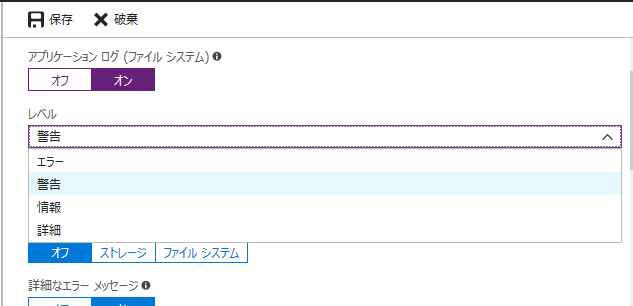 保存 破棄
アプリケーション ログ (ファイル システム)
オフ オン
レベル
警告
エラー
警告
情報
詳細
オフ ストレージ ファイル システム
詳細なエラー メッセージ